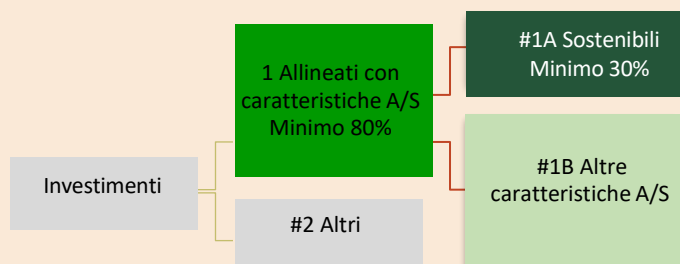 Investimenti
1 Allineati con
caratteristiche A/S
Minimo 80%
#2 Altri
#1A Sostenibili
Minimo 30%
#1B Altre
caratteristiche A/S